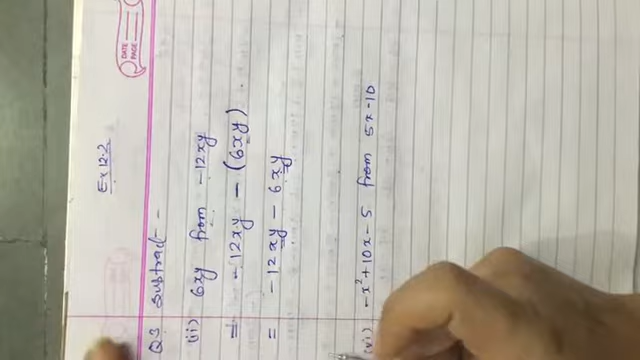 DATE
PAGE
Ex 12.2
Q3 Subtract -
(ii) 6xy from -12xy
= -12xy - (6xy)
= -12xy - 6xy
(vi) -x²+10x-5 from 5x-10